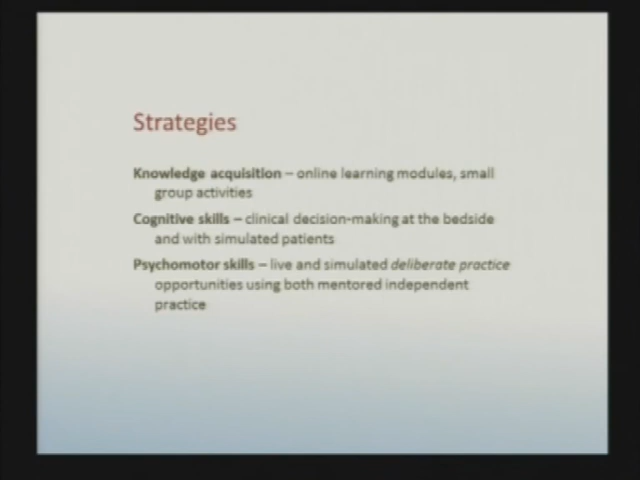 Strategies
Knowledge acquisition – online learning modules, small
group activities
Cognitive skills – clinical decision-making at the bedside
and with simulated patients
Psychomotor skills – live and simulated deliberate practice
opportunities using both mentored independent
practice